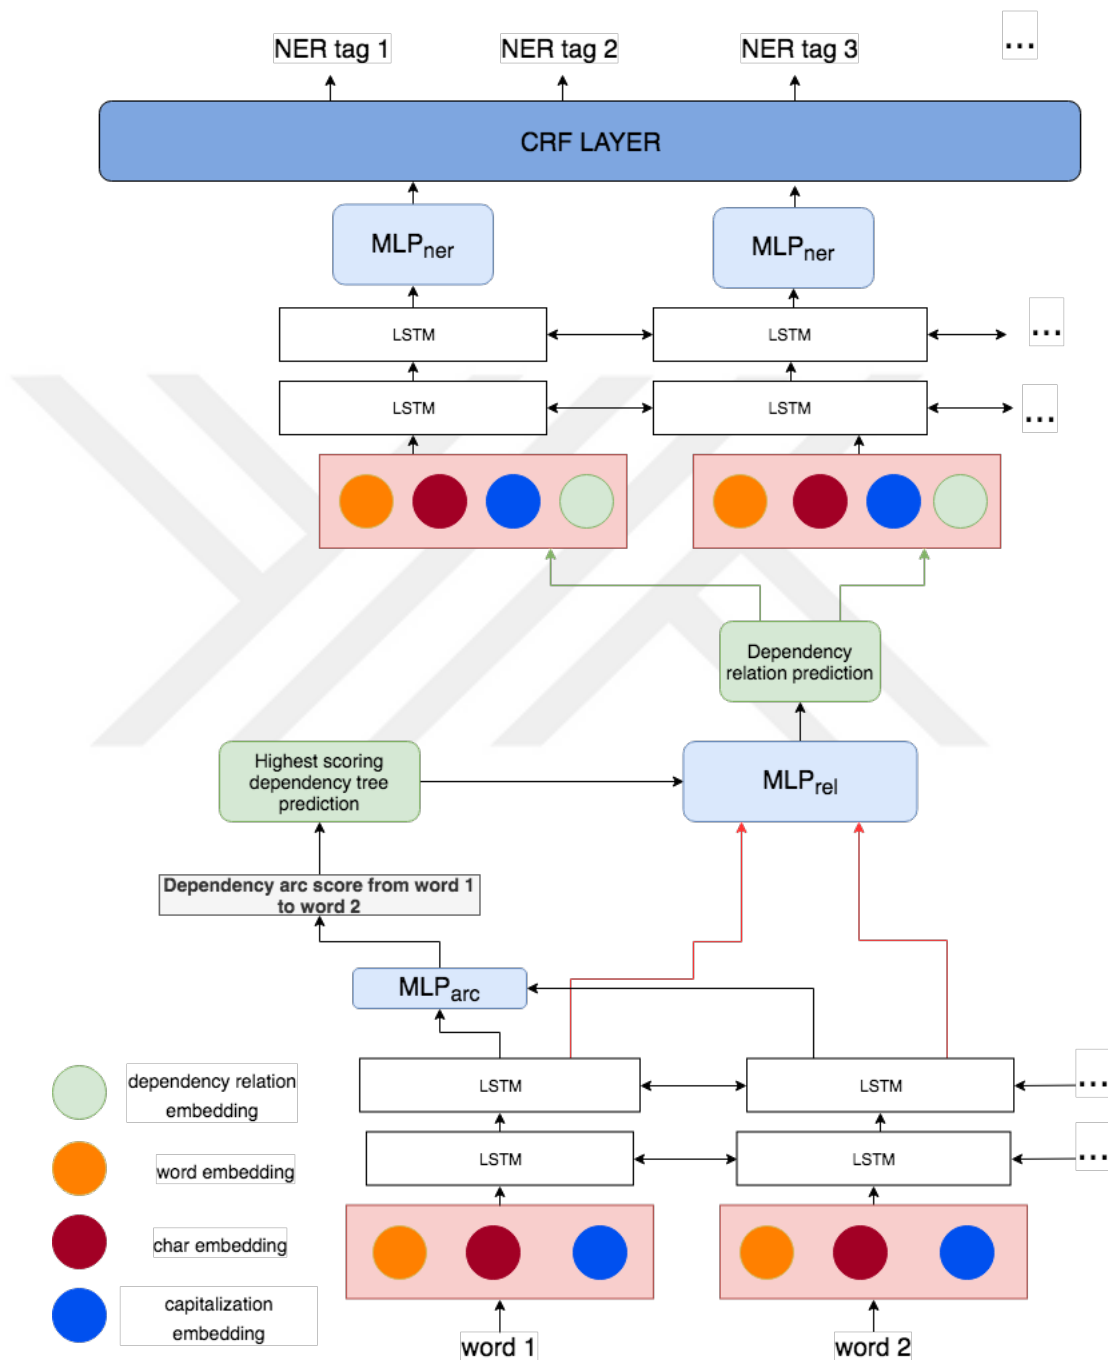 NER tag 1
NER tag 2
NER tag 3
...
CRF LAYER
MLPner
MLPner
LSTM
LSTM
...
LSTM
LSTM
...
Dependency
relation prediction
Highest scoring
dependency tree
prediction
MLPrel
Dependency arc score from word 1
to word 2
MLParc
LSTM
LSTM
...
LSTM
LSTM
...
dependency relation
embedding
word embedding
char embedding
capitalization
embedding
word 1
word 2